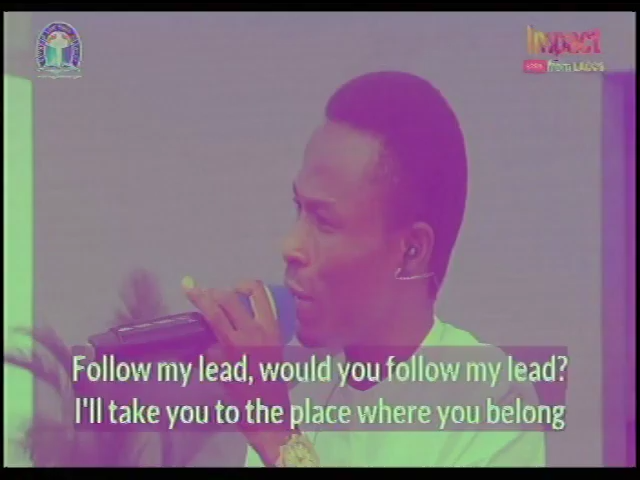 Impact
from LAGOS
Follow my lead, would you follow my lead?
I'll take you to the place where you belong